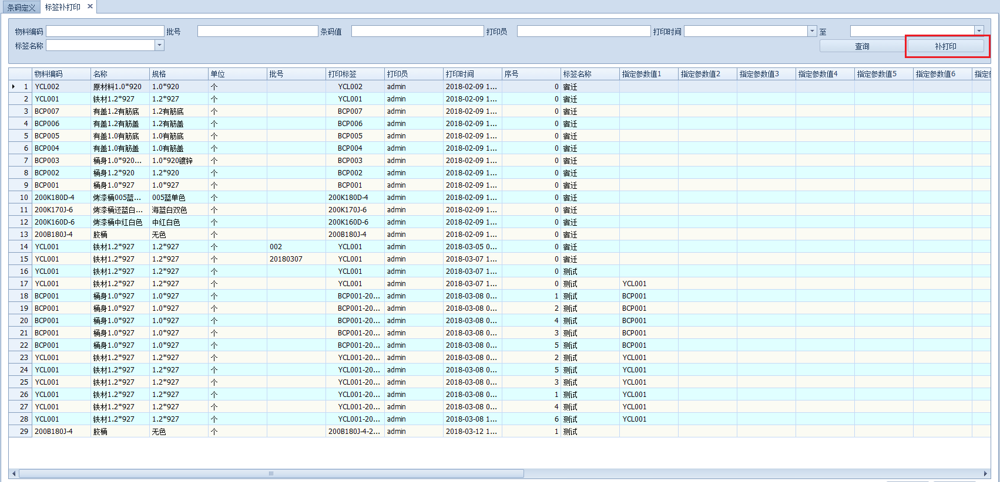 条码定义 标签补打印
物料编码 批号 条码值 打印员 打印时间 至
标签名称 查询 补打印
物料编码 名称 规格 单位 批号 打印标签 打印员 打印时间 序号 标签名称 指定参数值1 指定参数值2 指定参数值3 指定参数值4 指定参数值5 指定参数值6 指定参
1 YCL002 原材料1.0*920 1.0*920 个 YCL002 admin 2018-02-09 1... 0 宿迁
2 YCL001 铁材1.2*927 1.2*927 个 YCL001 admin 2018-02-09 1... 0 宿迁
3 BCP007 有盖1.2有筋底 1.2有筋底 个 BCP007 admin 2018-02-09 1... 0 宿迁
4 BCP006 有盖1.2有筋盖 1.2有筋盖 个 BCP006 admin 2018-02-09 1... 0 宿迁
5 BCP005 有盖1.0有筋底 1.0有筋底 个 BCP005 admin 2018-02-09 1... 0 宿迁
6 BCP004 有盖1.0有筋盖 1.0有筋盖 个 BCP004 admin 2018-02-09 1... 0 宿迁
7 BCP003 桶身1.0*920... 1.0*920镀锌 个 BCP003 admin 2018-02-09 1... 0 宿迁
8 BCP002 桶身1.2*920 1.2*920 个 BCP002 admin 2018-02-09 1... 0 宿迁
9 BCP001 桶身1.0*927 1.0*927 个 BCP001 admin 2018-02-09 1... 0 宿迁
10 200K180D-4 烤漆桶005蓝... 005蓝单色 个 200K180D-4 admin 2018-02-09 1... 0 宿迁
11 200K170J-6 烤漆桶还蓝白... 海蓝白双色 个 200K170J-6 admin 2018-02-09 1... 0 宿迁
12 200K160D-6 烤漆桶中红白色 中红白色 个 200K160D-6 admin 2018-02-09 1... 0 宿迁
13 200B180J-4 胶桶 无色 个 200B180J-4 admin 2018-02-09 1... 0 宿迁
14 YCL001 铁材1.2*927 1.2*927 个 002 YCL001 admin 2018-03-05 0... 0 宿迁
15 YCL001 铁材1.2*927 1.2*927 个 20180307 YCL001 admin 2018-03-07 1... 0 宿迁
16 YCL001 铁材1.2*927 1.2*927 个 YCL001 admin 2018-03-07 1... 0 测试
17 YCL001 铁材1.2*927 1.2*927 个 YCL001 admin 2018-03-07 1... 0 测试 YCL001
18 BCP001 桶身1.0*927 1.0*927 个 BCP001-20... admin 2018-03-08 0... 1 测试 BCP001
19 BCP001 桶身1.0*927 1.0*927 个 BCP001-20... admin 2018-03-08 0... 2 测试 BCP001
20 BCP001 桶身1.0*927 1.0*927 个 BCP001-20... admin 2018-03-08 0... 4 测试 BCP001
21 BCP001 桶身1.0*927 1.0*927 个 BCP001-20... admin 2018-03-08 0... 3 测试 BCP001
22 BCP001 桶身1.0*927 1.0*927 个 BCP001-20... admin 2018-03-08 0... 5 测试 BCP001
23 YCL001 铁材1.2*927 1.2*927 个 YCL001-20... admin 2018-03-08 0... 2 测试 YCL001
24 YCL001 铁材1.2*927 1.2*927 个 YCL001-20... admin 2018-03-08 0... 5 测试 YCL001
25 YCL001 铁材1.2*927 1.2*927 个 YCL001-20... admin 2018-03-08 0... 3 测试 YCL001
26 YCL001 铁材1.2*927 1.2*927 个 YCL001-20... admin 2018-03-08 0... 1 测试 YCL001
27 YCL001 铁材1.2*927 1.2*927 个 YCL001-20... admin 2018-03-08 0... 4 测试 YCL001
28 YCL001 铁材1.2*927 1.2*927 个 YCL001-20... admin 2018-03-08 1... 6 测试 YCL001
29 200B180J-4 胶桶 无色 个 200B180J-4-2... admin 2018-03-12 1... 1 测试